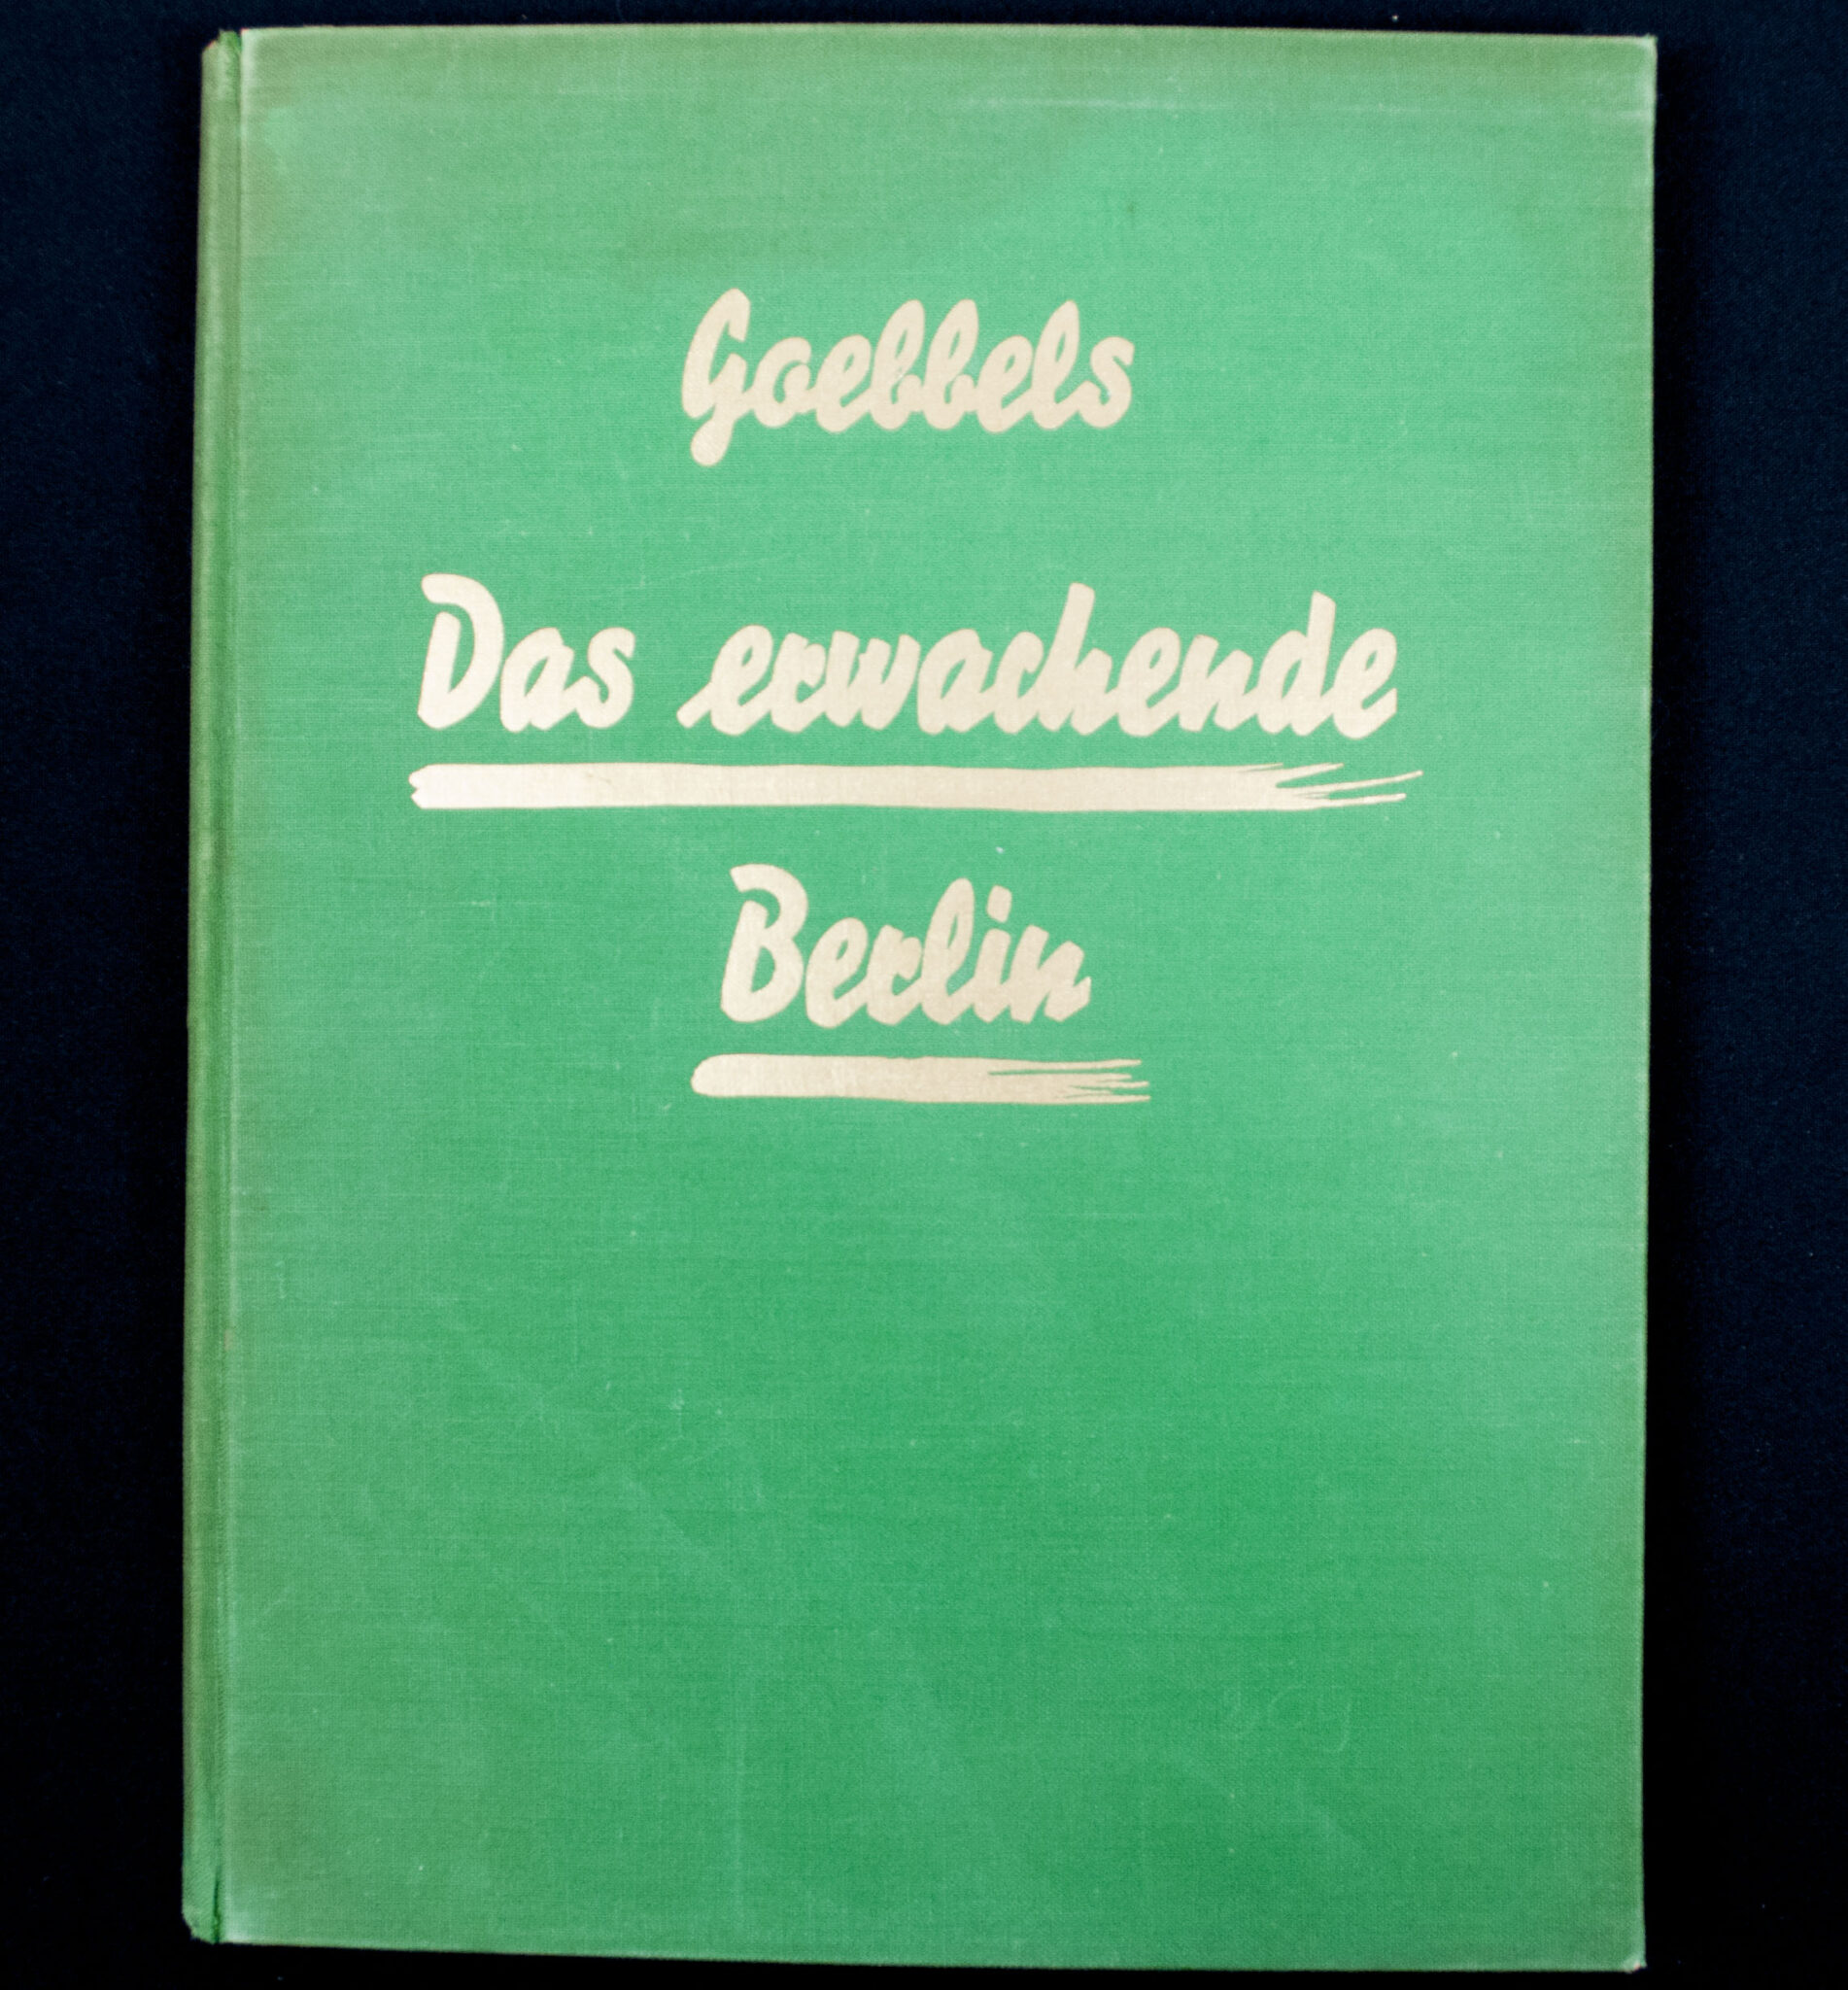 Goebbels
Das erwachende
Berlin